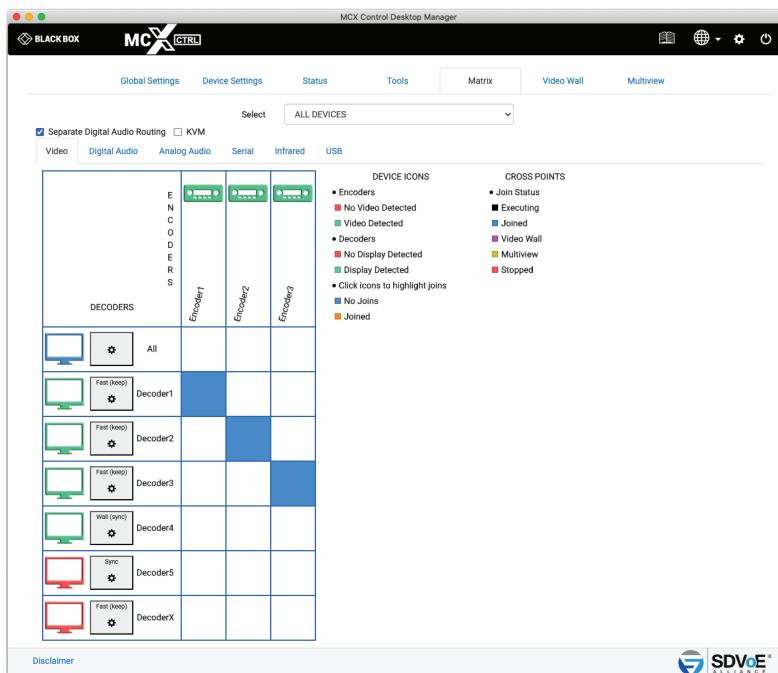 MCX Control Desktop Manager
BLACK BOX
MCX CTRL
Global Settings Device Settings Status Tools Matrix Video Wall Multiview
Select ALL DEVICES
Separate Digital Audio Routing KVM
Video Digital Audio Analog Audio Serial Infrared USB
ENCODERS
Encoder1 Encoder2 Encoder3
DECODERS
All
Fast (keep)
Decoder1
Fast (keep)
Decoder2
Fast (keep)
Decoder3
Wall (sync)
Decoder4
Sync
Decoder5
Fast (keep)
DecoderX
DEVICE ICONS
• Encoders
No Video Detected
Video Detected
• Decoders
No Display Detected
Display Detected
• Click icons to highlight joins
No Joins
Joined
CROSS POINTS
• Join Status
Executing
Joined
Video Wall
Multiview
Stopped
Disclaimer
SDVoE
ALLIANCE